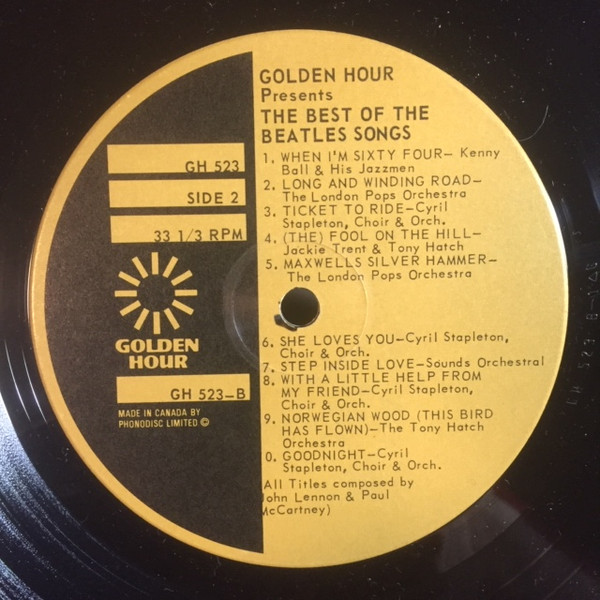 GOLDEN HOUR
Presents
THE BEST OF THE
BEATLES SONGS
1. WHEN I'M SIXTY FOUR— Kenny
Ball & His Jazzmen
2. LONG AND WINDING ROAD—
The London Pops Orchestra
3. TICKET TO RIDE—Cyril
Stapleton, Choir & Orch.
4. (THE) FOOL ON THE HILL—
Jackie Trent & Tony Hatch
5. MAXWELLS SILVER HAMMER—
The London Pops Orchestra
6. SHE LOVES YOU—Cyril Stapleton,
Choir & Orch.
7. STEP INSIDE LOVE—Sounds Orchestral
8. WITH A LITTLE HELP FROM
MY FRIEND—Cyril Stapleton,
Choir & Orch.
9. NORWEGIAN WOOD (THIS BIRD
HAS FLOWN)—The Tony Hatch
Orchestra
0. GOODNIGHT—Cyril
Stapleton, Choir & Orch.
All Titles composed by
John Lennon & Paul
McCartney)
GH 523
SIDE 2
33 1/3 RPM
GOLDEN
HOUR
GH 523—B
MADE IN CANADA BY
PHONODISC LIMITED ©